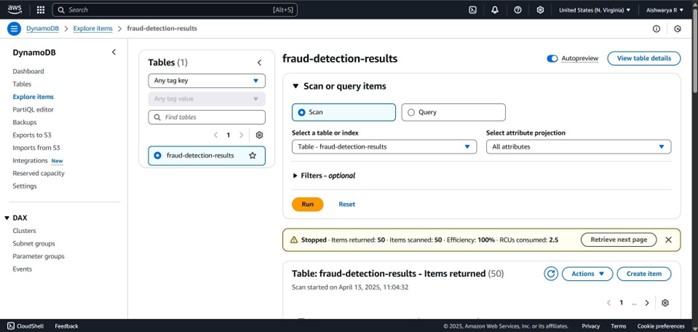 aws
Search [Alt+S]
United States (N. Virginia)
Aishwarya R
DynamoDB > Explore items > fraud-detection-results
DynamoDB
Dashboard
Tables
Explore items
PartiQL editor
Backups
Exports to S3
Imports from S3
Integrations New
Reserved capacity
Settings
DAX
Clusters
Subnet groups
Parameter groups
Events
Tables (1)
Any tag key
Any tag value
Find tables
1
fraud-detection-results
fraud-detection-results
Autopreview
View table details
Scan or query items
Scan
Query
Select a table or index
Table - fraud-detection-results
Select attribute projection
All attributes
Filters - optional
Run
Reset
Stopped · Items returned: 50 · Items scanned: 50 · Efficiency: 100% · RCUs consumed: 2.5
Retrieve next page
Table: fraud-detection-results - Items returned (50)
Actions
Create item
Scan started on April 13, 2025, 11:04:32
1 ...
CloudShell
Feedback
© 2025, Amazon Web Services, Inc. or its affiliates.
Privacy
Terms
Cookie preferences